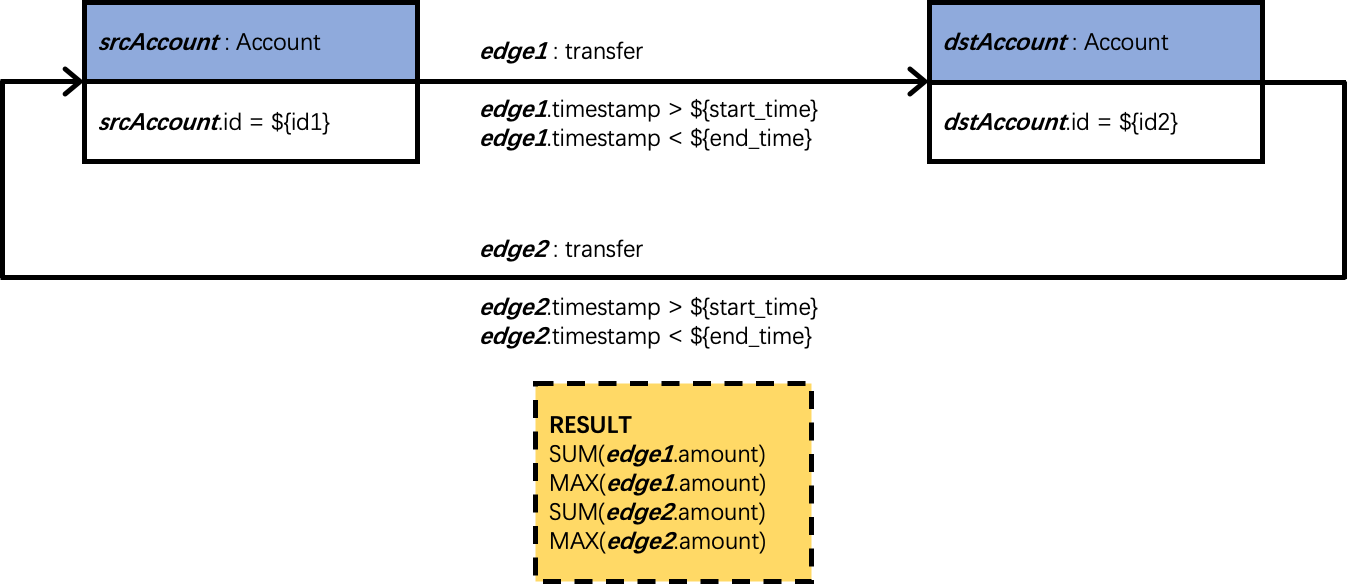 srcAccount : Account
srcAccount.id = ${id1}
edge1 : transfer
edge1.timestamp > ${start_time}
edge1.timestamp < ${end_time}
dstAccount : Account
dstAccount.id = ${id2}
edge2 : transfer
edge2.timestamp > ${start_time}
edge2.timestamp < ${end_time}
RESULT
SUM(edge1.amount)
MAX(edge1.amount)
SUM(edge2.amount)
MAX(edge2.amount)